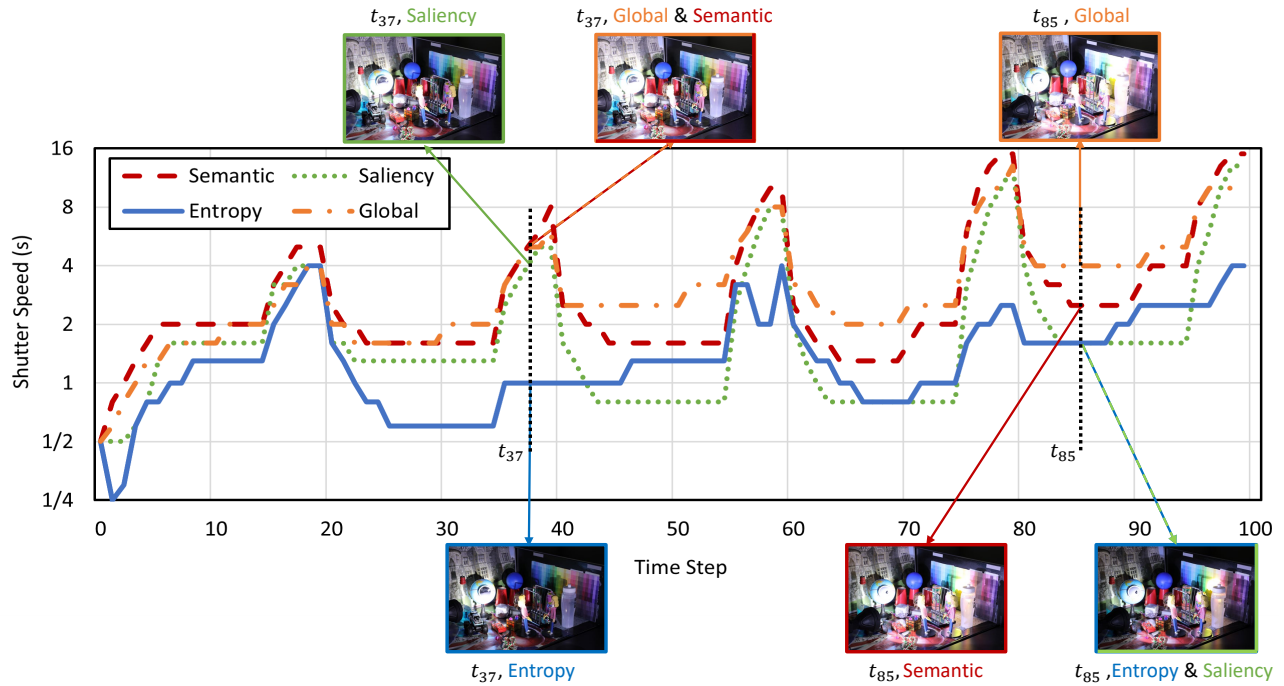 t₃₇, Saliency
t₃₇, Global & Semantic
t₈₅ , Global
16
8
4
2
1
1/2
1/4
Shutter Speed (s)
Semantic
Saliency
Entropy
Global
t₃₇
t₈₅
0 10 20 30 40 50 60 70 80 90 100
Time Step
t₃₇, Entropy
t₈₅, Semantic
t₈₅ ,Entropy & Saliency